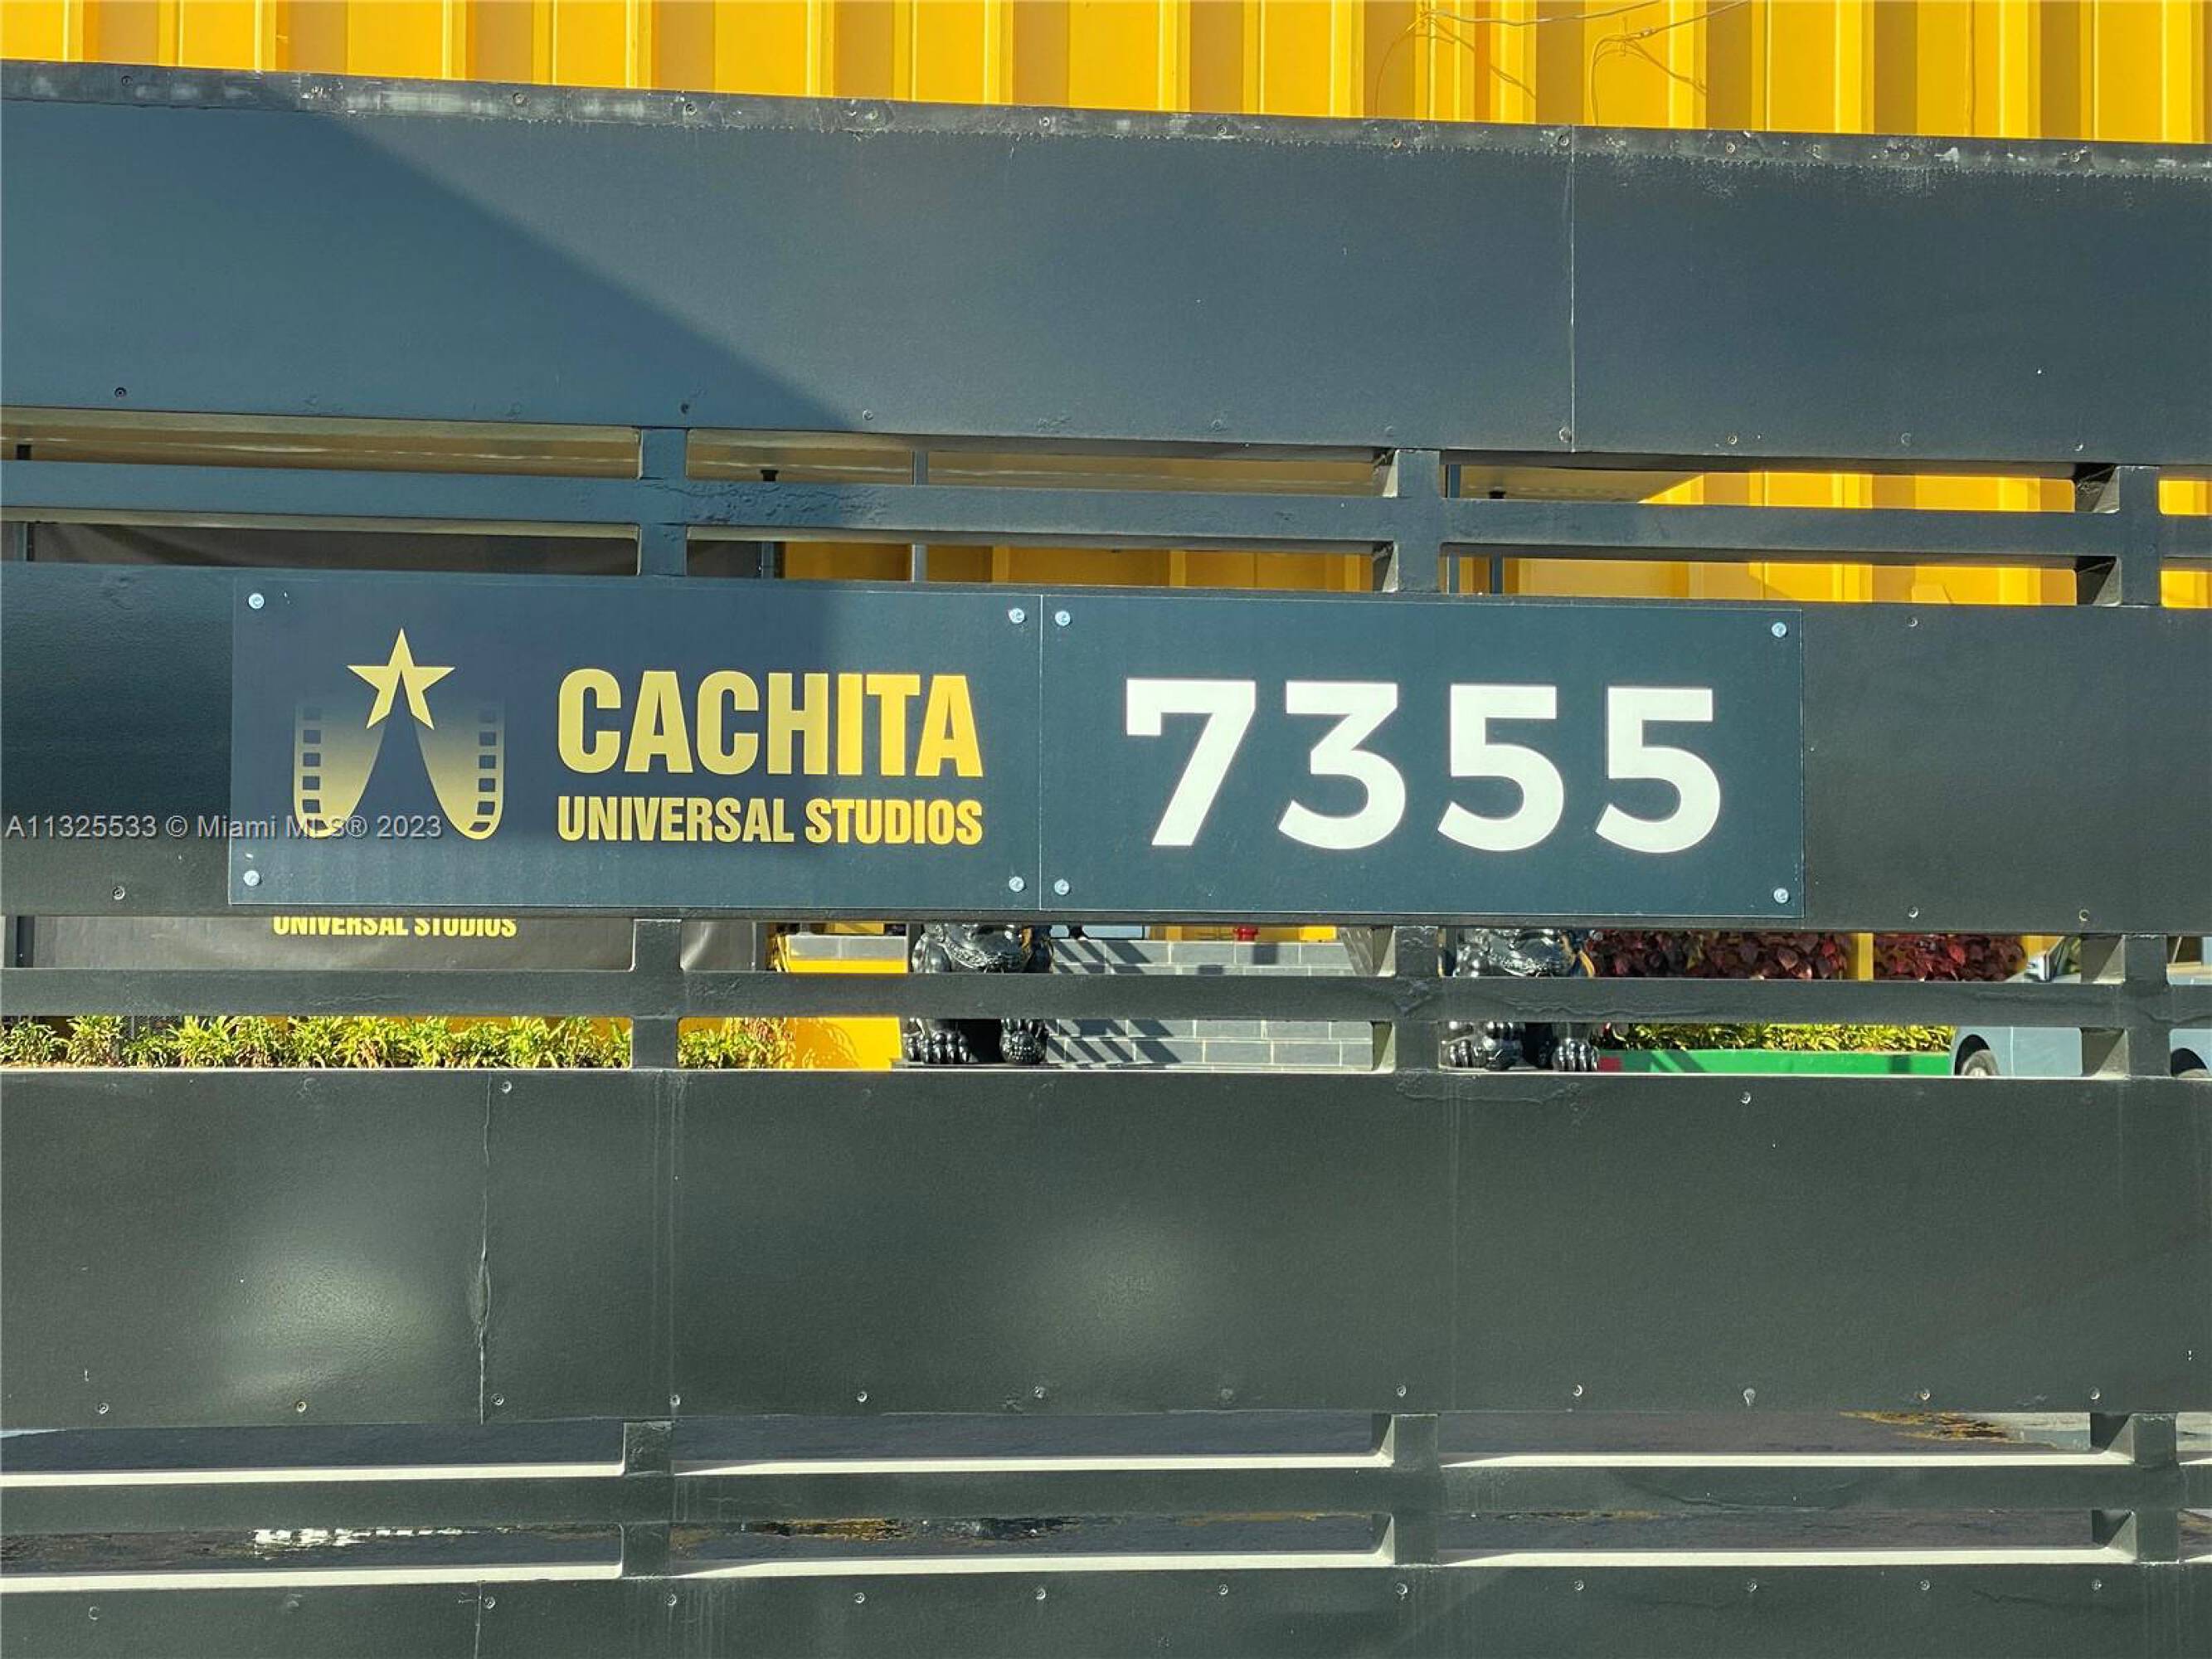 CACHITA
UNIVERSAL STUDIOS
7355
A11325533 © Miami MLS® 2023
UNIVERSAL STUDIOS